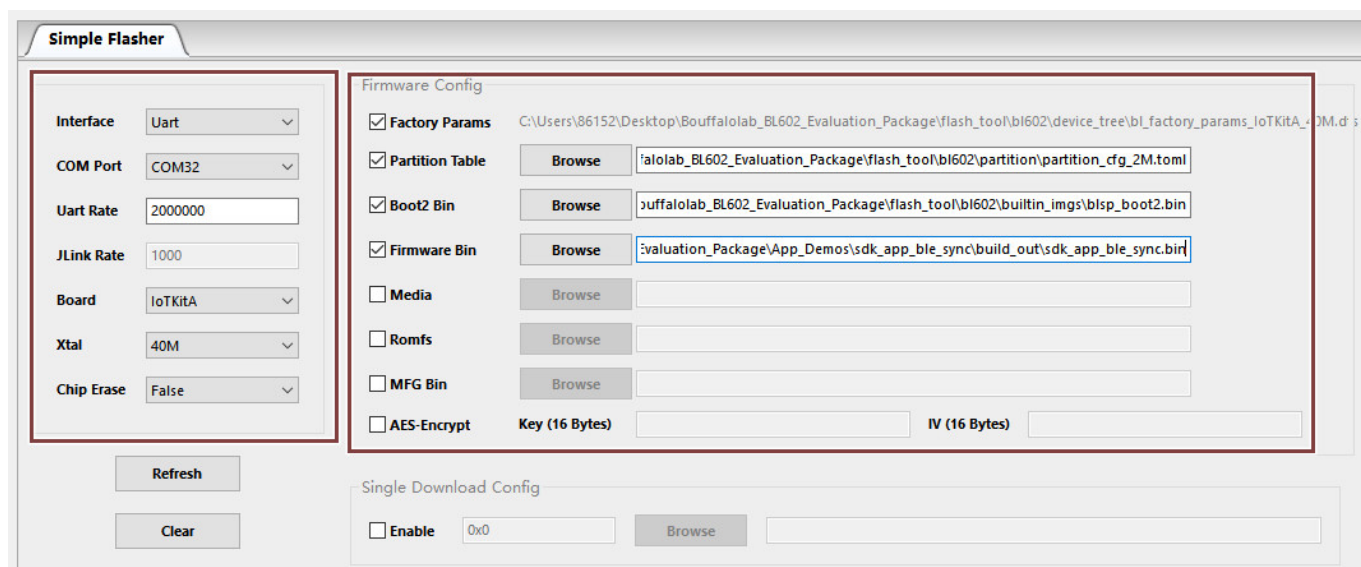 Simple Flasher
Interface Uart
COM Port COM32
Uart Rate 2000000
JLink Rate 1000
Board IoTKitA
Xtal 40M
Chip Erase False
Refresh
Clear
Firmware Config
Factory Params C:\Users\86152\Desktop\Bouffalolab_BL602_Evaluation_Package\flash_tool\bl602\device_tree\bl_factory_params_IoTKitA_40M.dts
Partition Table Browse falolab_BL602_Evaluation_Package\flash_tool\bl602\partition\partition_cfg_2M.toml
Boot2 Bin Browse ouffalolab_BL602_Evaluation_Package\flash_tool\bl602\builtin_imgs\blsp_boot2.bin
Firmware Bin Browse Evaluation_Package\App_Demos\sdk_app_ble_sync\build_out\sdk_app_ble_sync.bin
Media Browse
Romfs Browse
MFG Bin Browse
AES-Encrypt Key (16 Bytes) IV (16 Bytes)
Single Download Config
Enable 0x0 Browse